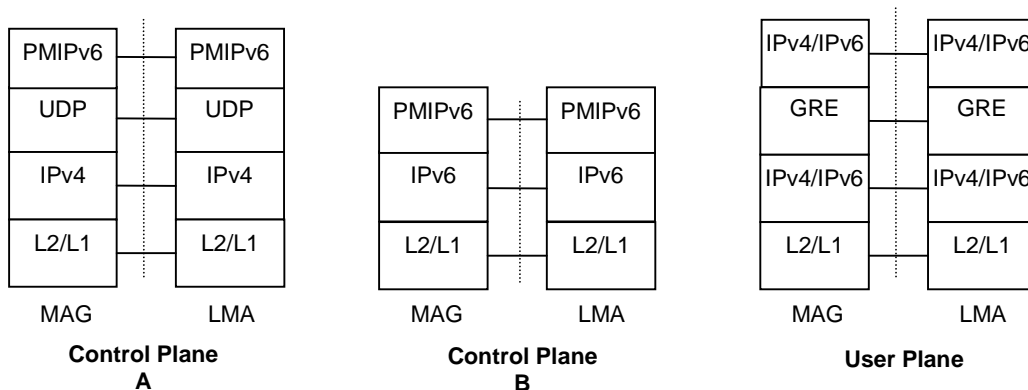 PMIPv6 PMIPv6
UDP UDP
IPv4 IPv4
L2/L1 L2/L1
MAG LMA
Control Plane
A
PMIPv6 PMIPv6
IPv6 IPv6
L2/L1 L2/L1
MAG LMA
Control Plane
B
IPv4/IPv6 IPv4/IPv6
GRE GRE
IPv4/IPv6 IPv4/IPv6
L2/L1 L2/L1
MAG LMA
User Plane